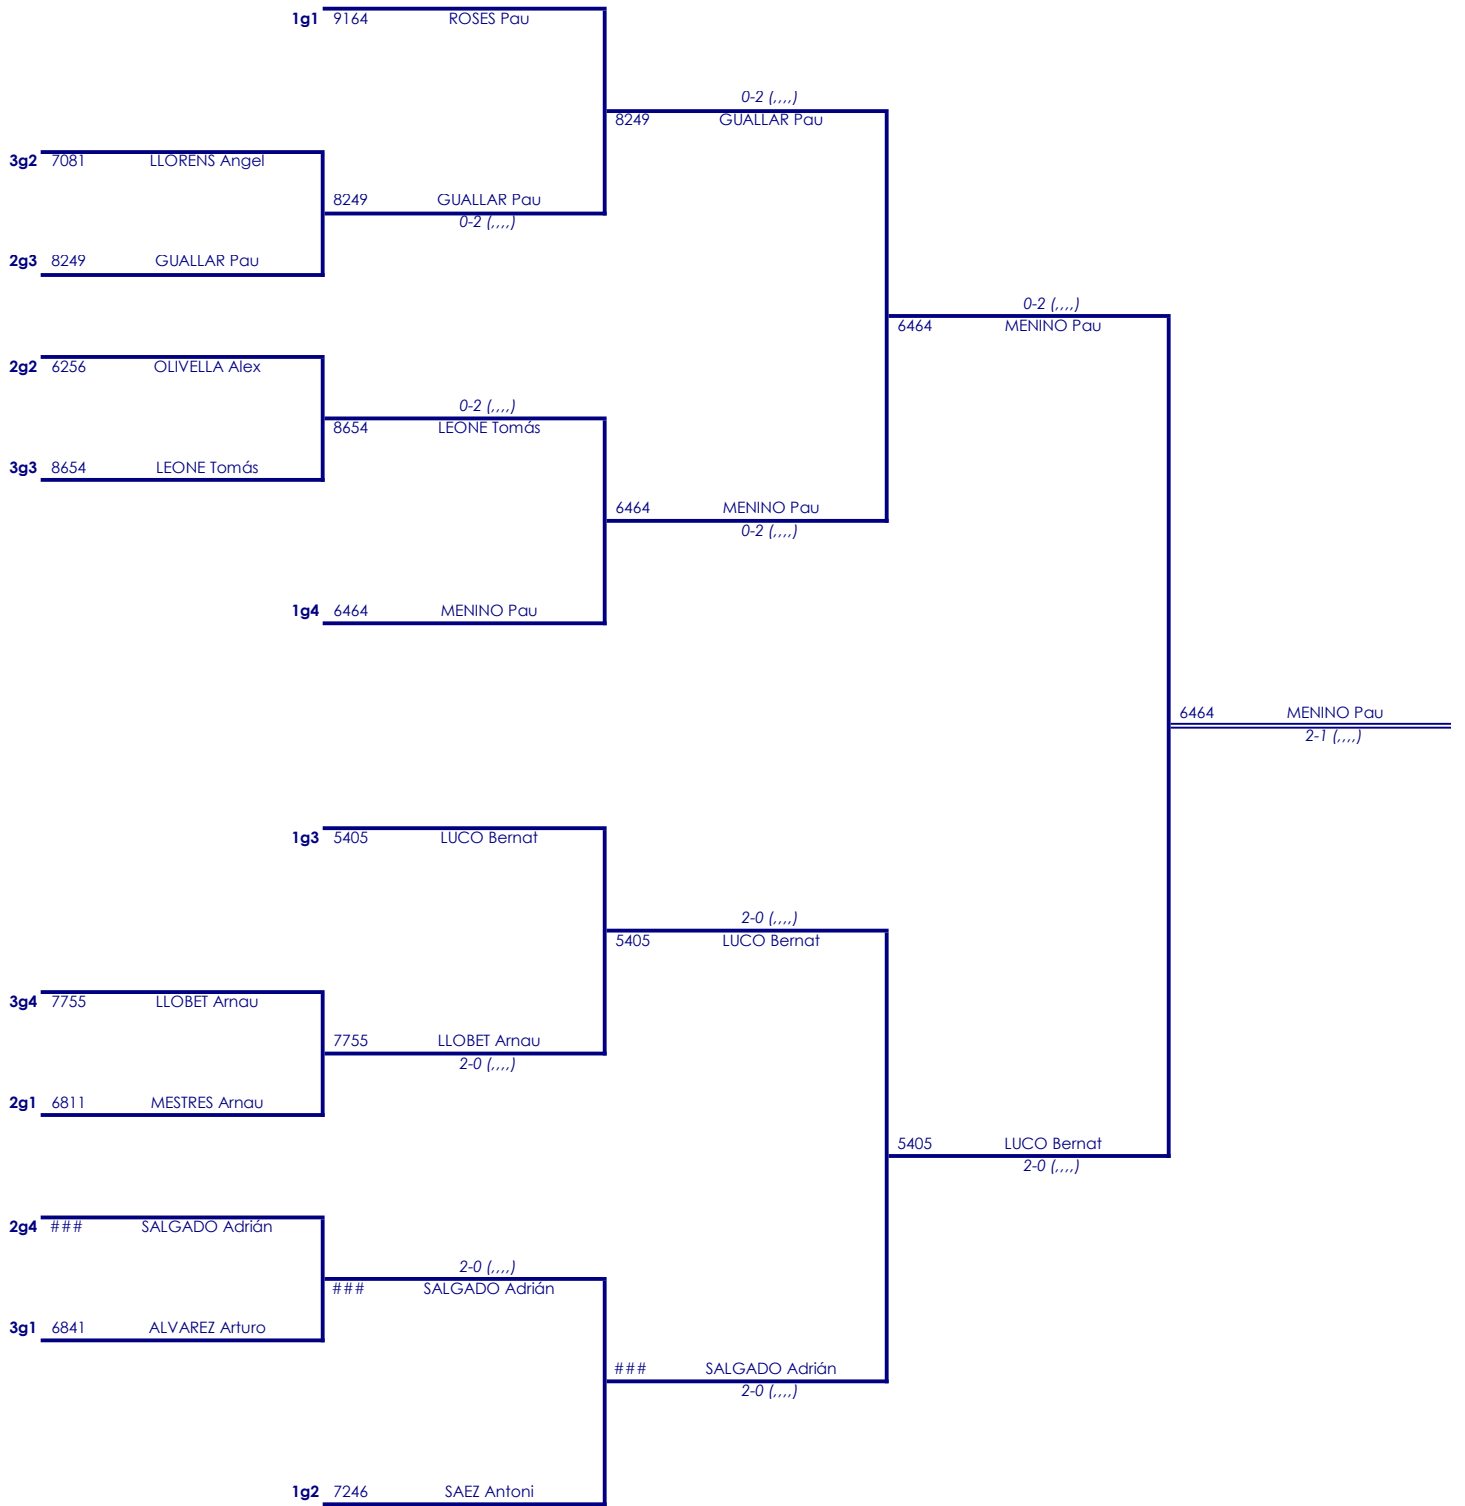 1g1 9164 ROSES Pau
0-2 (,,,,)
8249 GUALLAR Pau
3g2 7081 LLORENS Angel
8249 GUALLAR Pau
0-2 (,,,,)
2g3 8249 GUALLAR Pau
0-2 (,,,,)
6464 MENINO Pau
2g2 6256 OLIVELLA Alex
0-2 (,,,,)
8654 LEONE Tomás
3g3 8654 LEONE Tomás
6464 MENINO Pau
0-2 (,,,,)
1g4 6464 MENINO Pau
6464 MENINO Pau
2-1 (,,,,)
1g3 5405 LUCO Bernat
2-0 (,,,,)
5405 LUCO Bernat
3g4 7755 LLOBET Arnau
7755 LLOBET Arnau
2-0 (,,,,)
2g1 6811 MESTRES Arnau
5405 LUCO Bernat
2-0 (,,,,)
2g4 ### SALGADO Adrián
2-0 (,,,,)
### SALGADO Adrián
3g1 6841 ALVAREZ Arturo
### SALGADO Adrián
2-0 (,,,,)
1g2 7246 SAEZ Antoni